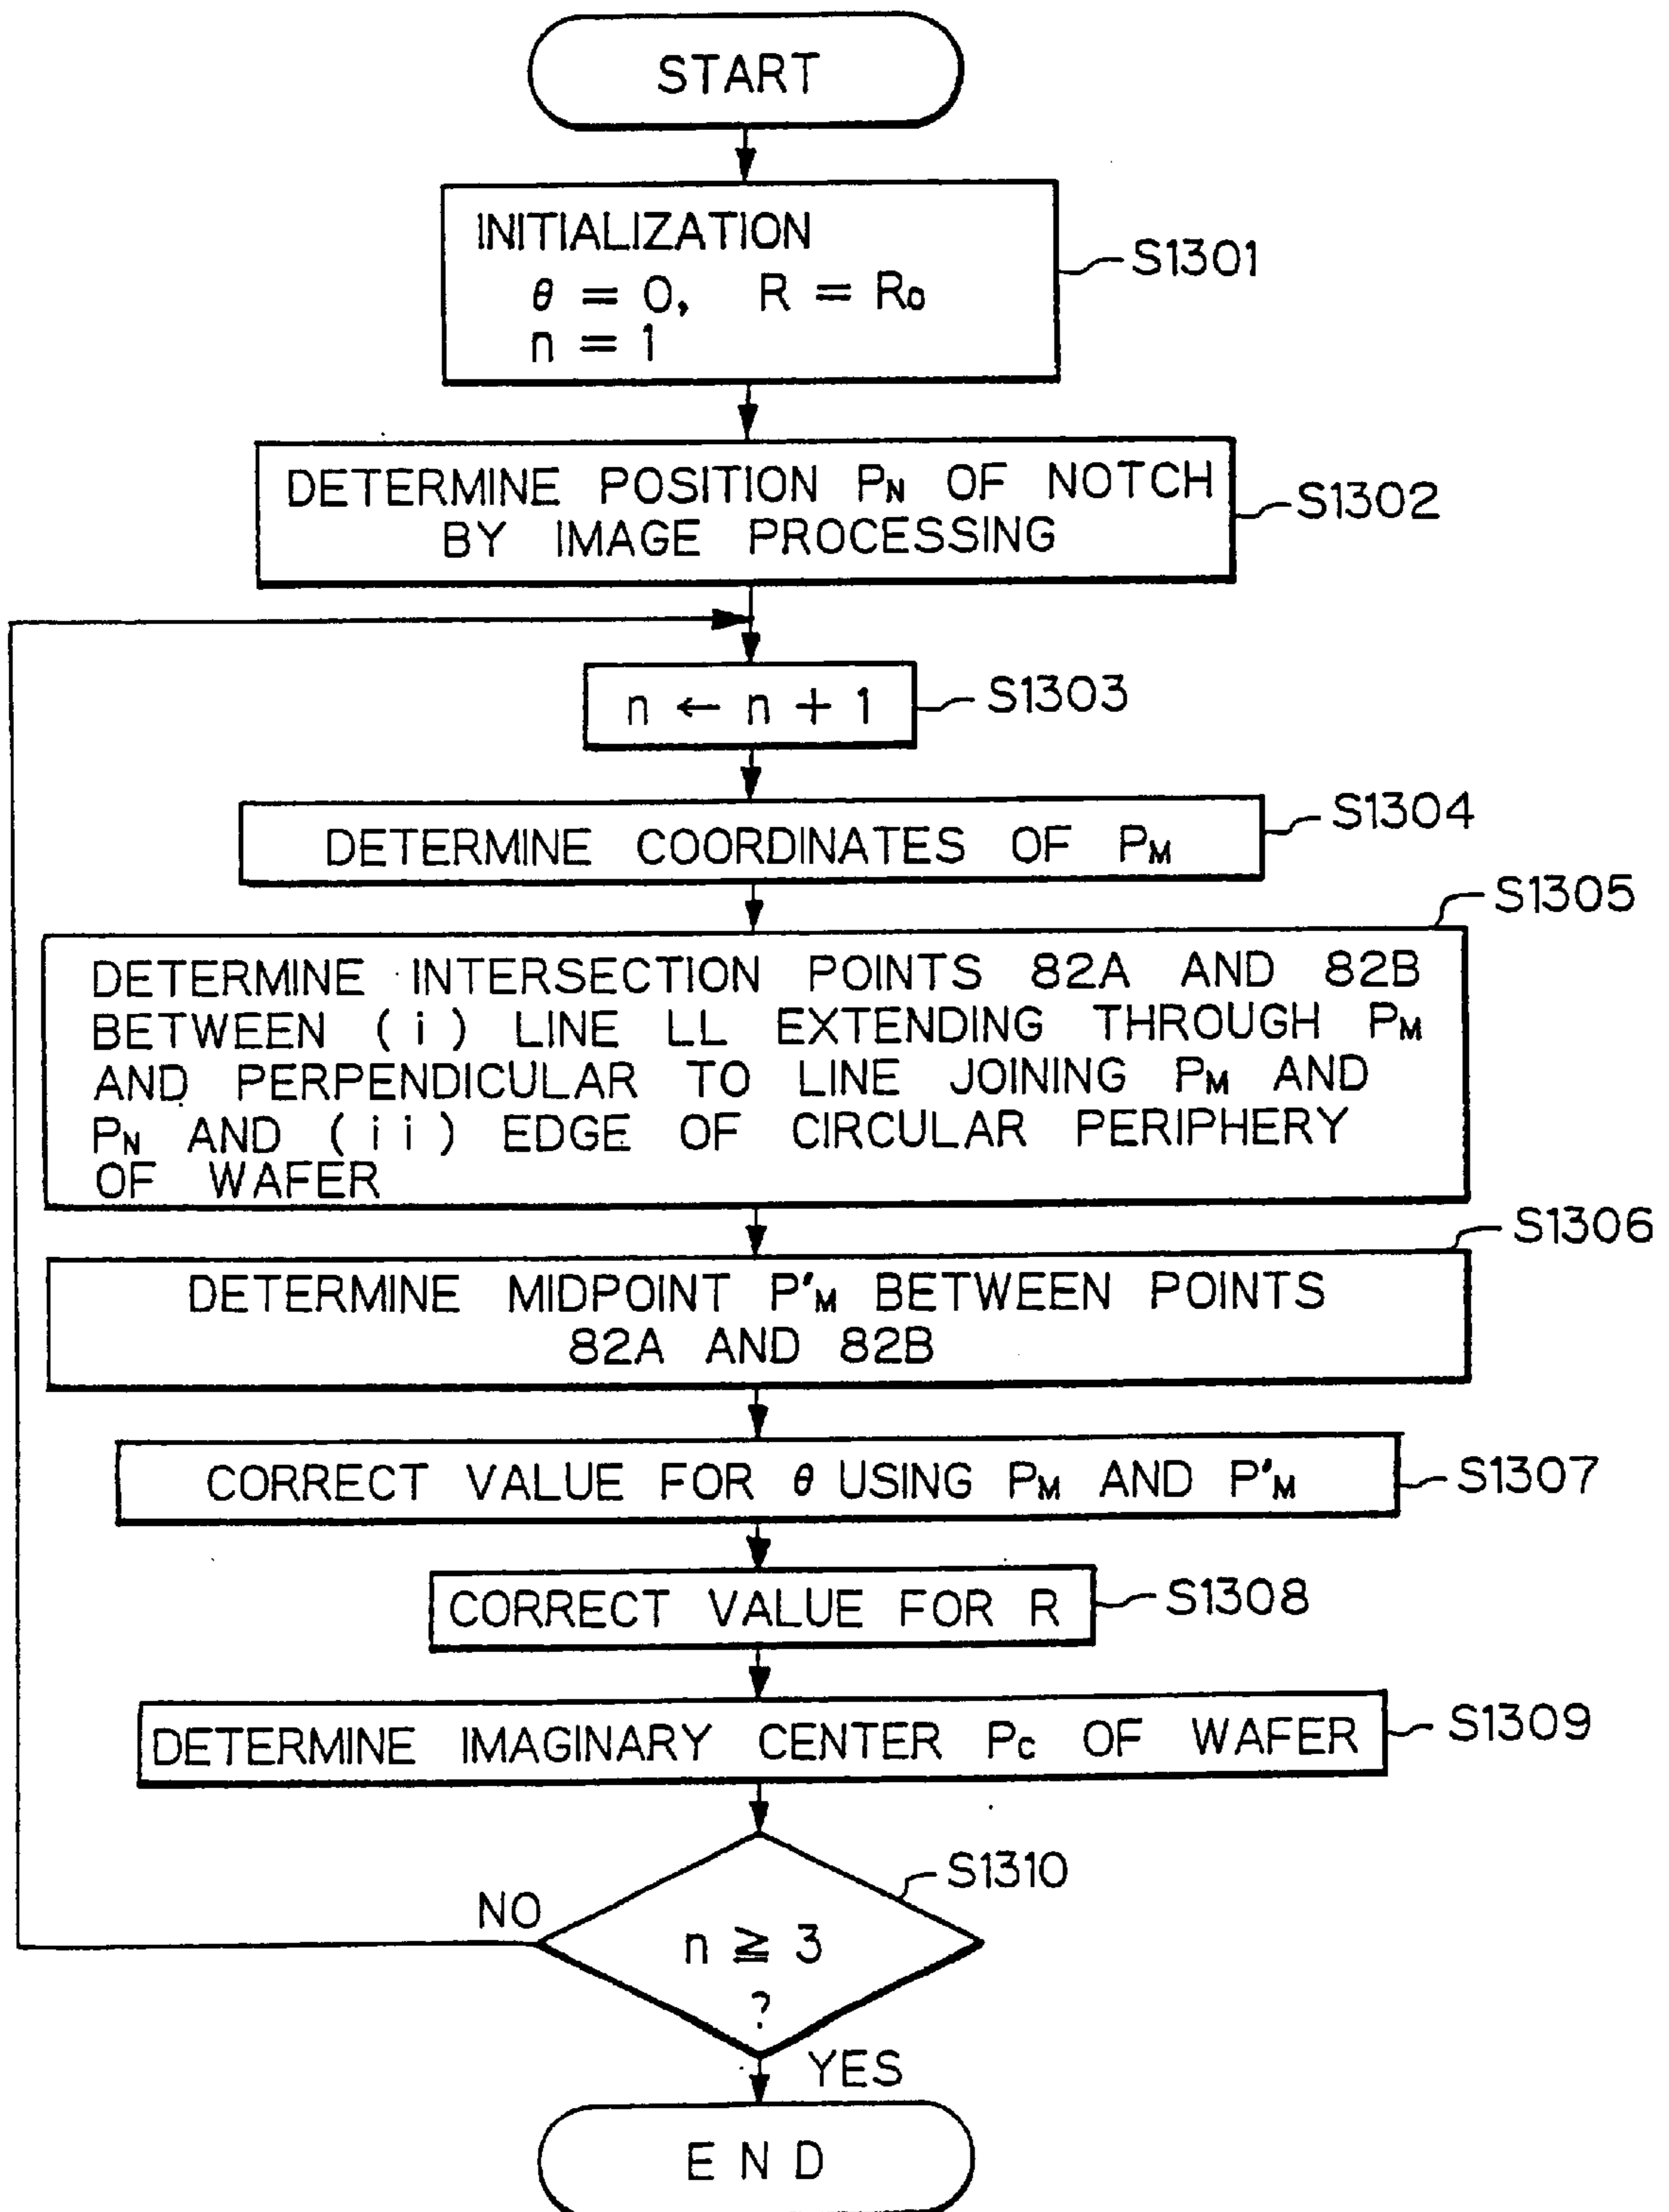 START
INITIALIZATION
θ = 0, R = R₀
n = 1
S1301
DETERMINE POSITION PN OF NOTCH
BY IMAGE PROCESSING
S1302
n ← n + 1
S1303
DETERMINE COORDINATES OF PM
S1304
S1305
DETERMINE INTERSECTION POINTS 82A AND 82B
BETWEEN (i) LINE LL EXTENDING THROUGH PM
AND PERPENDICULAR TO LINE JOINING PM AND
PN AND (ii) EDGE OF CIRCULAR PERIPHERY
OF WAFER
S1306
DETERMINE MIDPOINT P'M BETWEEN POINTS
82A AND 82B
CORRECT VALUE FOR θ USING PM AND P'M
S1307
CORRECT VALUE FOR R
S1308
DETERMINE IMAGINARY CENTER PC OF WAFER
S1309
S1310
NO
n ≧ 3
?
YES
END